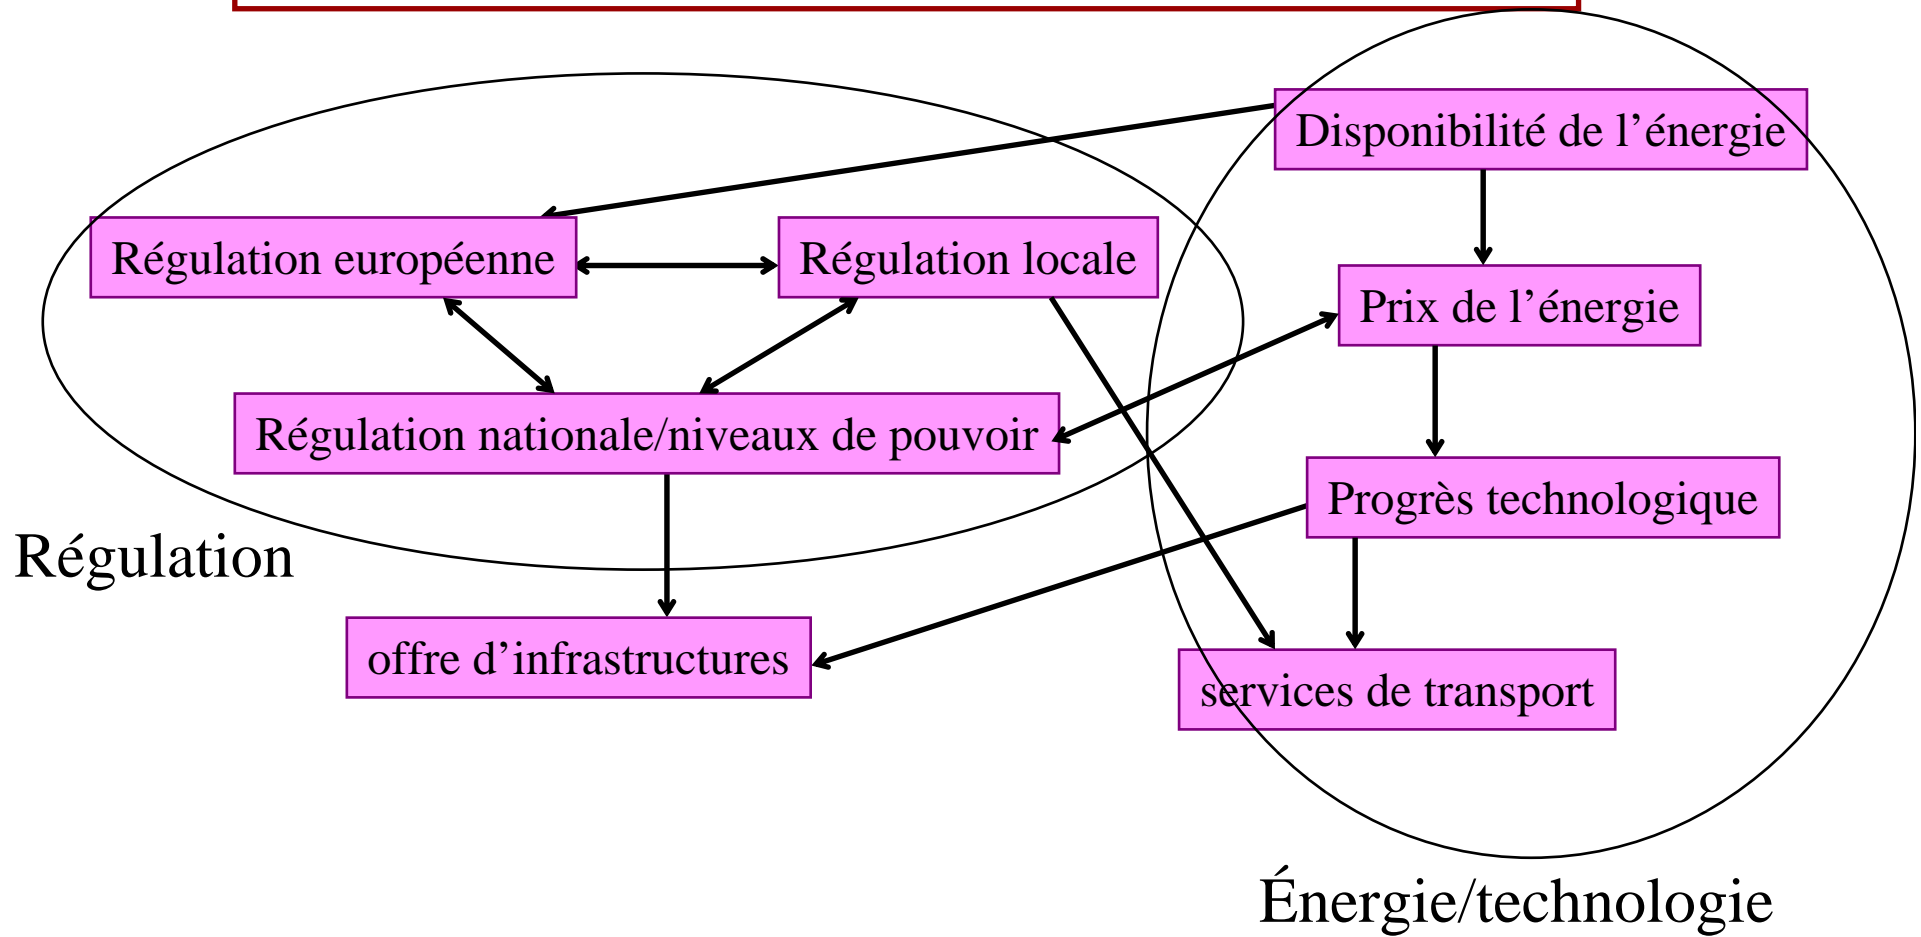 Disponibilité de l’énergie
Régulation européenne
Régulation locale
Prix de l’énergie
Régulation nationale/niveaux de pouvoir
Progrès technologique
Régulation
offre d’infrastructures
services de transport
Énergie/technologie